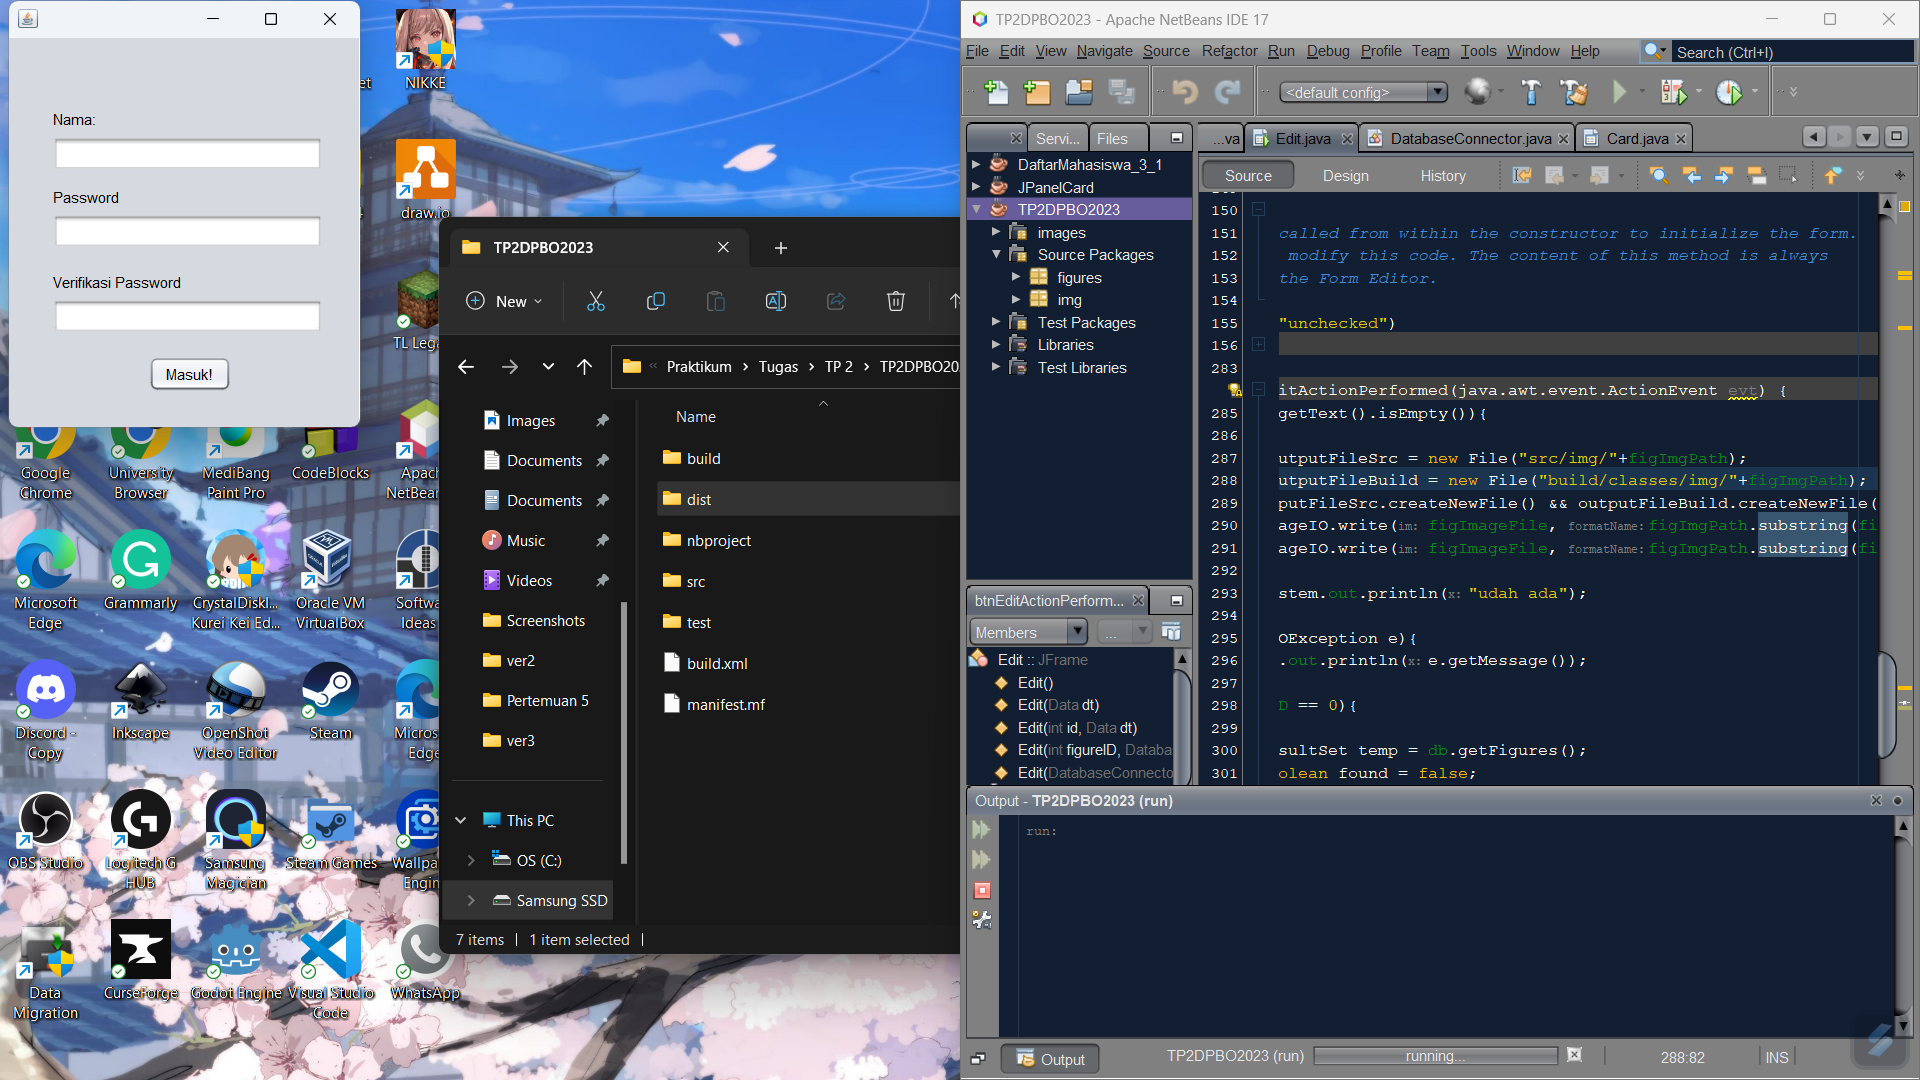 Nama:
Password
Verifikasi Password
Masuk!
NIKKE
draw.io
Google Chrome
University Browser
MediBang Paint Pro
CodeBlocks
Microsoft Edge
Grammarly
CrystalDiskI... Kurei Kei Ed...
Oracle VM VirtualBox
Discord - Copy
Inkscape
OpenShot Video Editor
Steam
OBS Studio
Logitech G HUB
Samsung Magician
Steam Games
Data Migration
CurseForge
Godot Engine
Visual Studio Code
WhatsApp
TP2DPBO2023
New
Praktikum > Tugas > TP 2 >
Images
Documents
Documents
Music
Videos
Screenshots
ver2
Pertemuan 5
ver3
This PC
OS (C:)
Samsung SSD
Name
build
dist
nbproject
src
test
build.xml
manifest.mf
7 items | 1 item selected |
TP2DPBO2023 - Apache NetBeans IDE 17
File Edit View Navigate Source Refactor Run Debug Profile Team Tools Window Help
Search (Ctrl+I)
<default config>
Servi... Files
...va Edit.java DatabaseConnector.java Card.java
Source Design History
DaftarMahasiswa_3_1
JPanelCard
TP2DPBO2023
images
Source Packages
figures
img
Test Packages
Libraries
Test Libraries
btnEditActionPerform...
Members
...
Edit :: JFrame
Edit()
Edit(Data dt)
Edit(int id, Data dt)
Edit(int figureID, Databa
Edit(DatabaseConnecto
150
151 called from within the constructor to initialize the form.
152 modify this code. The content of this method is always
153 the Form Editor.
154
155 "unchecked")
156
283
itActionPerformed(java.awt.event.ActionEvent evt) {
285 getText().isEmpty()){
286
287 utputFileSrc = new File("src/img/"+figImgPath);
288 utputFileBuild = new File("build/classes/img/"+figImgPath);
289 putFileSrc.createNewFile() && outputFileBuild.createNewFile(
290 ageIO.write(im: figImageFile, formatName: figImgPath.substring(fi
291 ageIO.write(im: figImageFile, formatName: figImgPath.substring(fi
292
293 stem.out.println(x: "udah ada");
294
295 OException e){
296 .out.println(x: e.getMessage());
297
298 D == 0){
299
300 sultSet temp = db.getFigures();
301 olean found = false;
Output - TP2DPBO2023 (run)
run:
Output
TP2DPBO2023 (run)
running...
288:82
INS